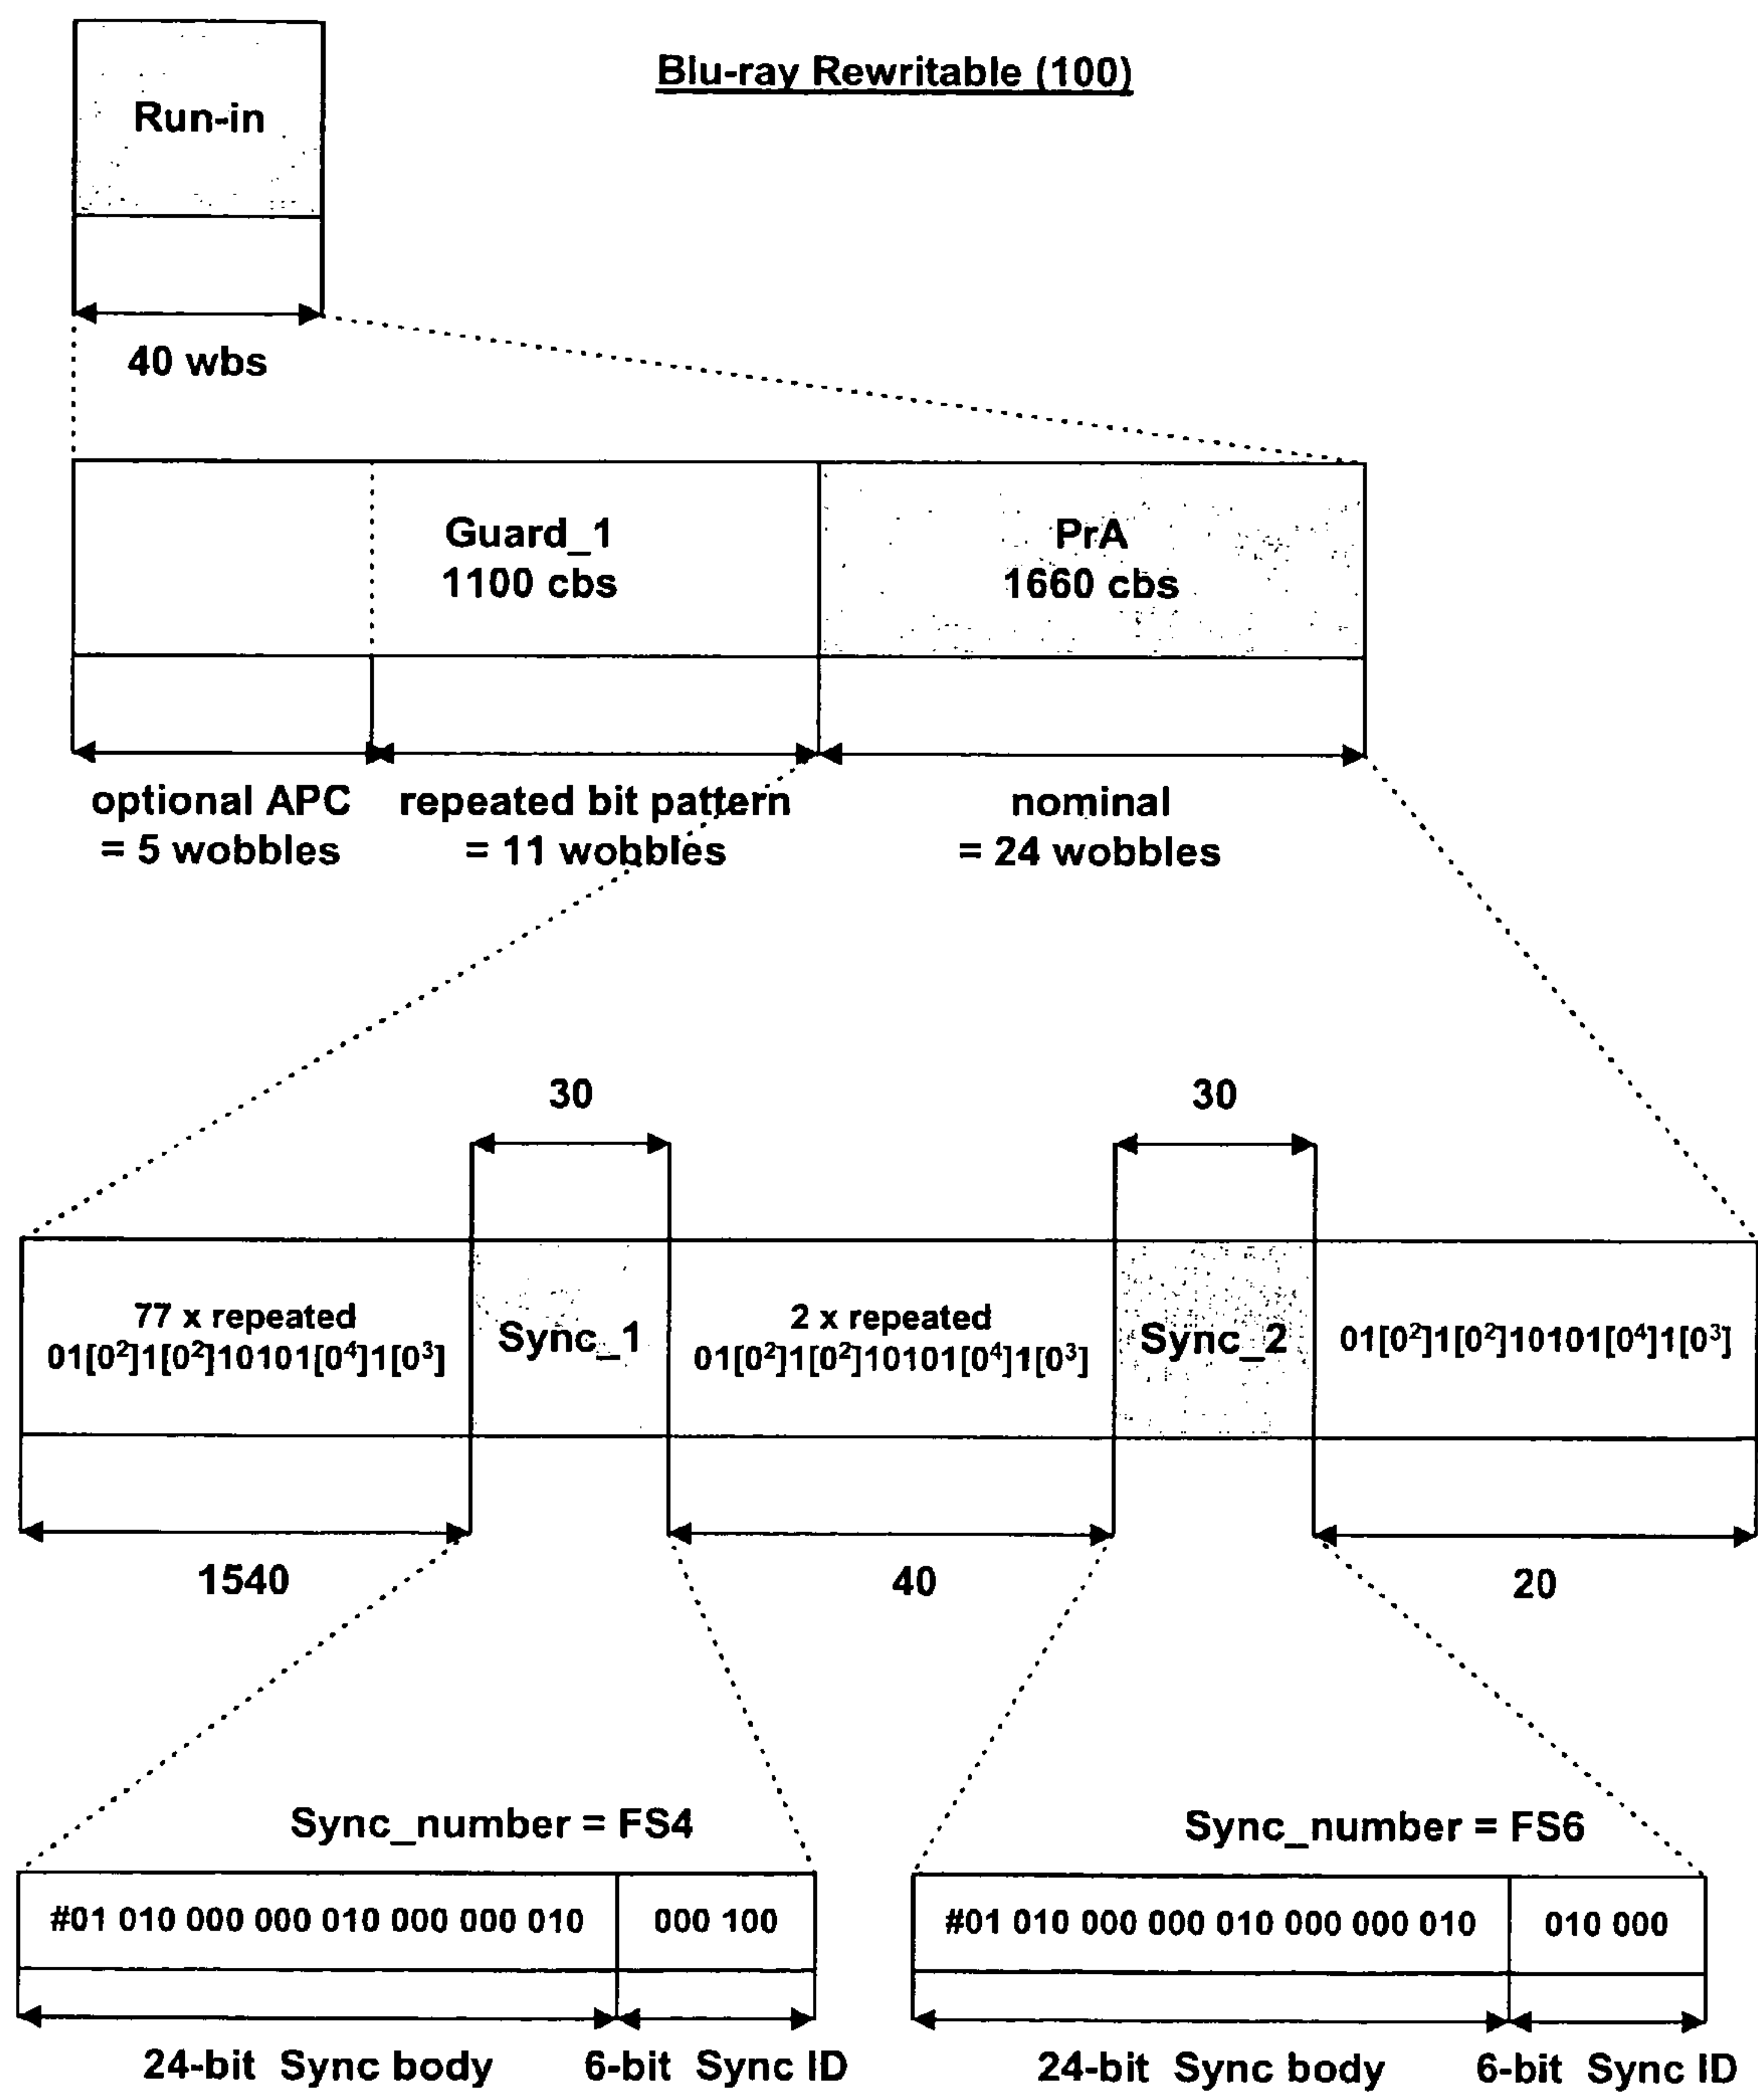 Blu-ray Rewritable (100)
Run-in
40 wbs
Guard_1
1100 cbs
PrA
1660 cbs
optional APC
= 5 wobbles
repeated bit pattern
= 11 wobbles
nominal
= 24 wobbles
30
30
77 x repeated
01[0²]1[0²]10101[0⁴]1[0³]
Sync_1
2 x repeated
01[0²]1[0²]10101[0⁴]1[0³]
Sync_2
01[0²]1[0²]10101[0⁴]1[0³]
1540
40
20
Sync_number = FS4
#01 010 000 000 010 000 000 010
000 100
24-bit Sync body
6-bit Sync ID
Sync_number = FS6
#01 010 000 000 010 000 000 010
010 000
24-bit Sync body
6-bit Sync ID